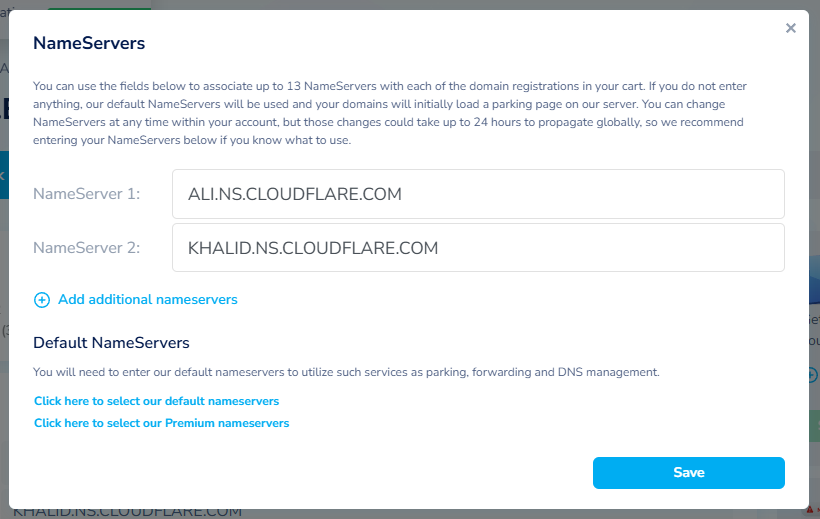 NameServers
You can use the fields below to associate up to 13 NameServers with each of the domain registrations in your cart. If you do not enter
anything, our default NameServers will be used and your domains will initially load a parking page on our server. You can change
NameServers at any time within your account, but those changes could take up to 24 hours to propagate globally, so we recommend
entering your NameServers below if you know what to use.
NameServer 1: ALI.NS.CLOUDFLARE.COM
NameServer 2: KHALID.NS.CLOUDFLARE.COM
Add additional nameservers
Default NameServers
You will need to enter our default nameservers to utilize such services as parking, forwarding and DNS management.
Click here to select our default nameservers
Click here to select our Premium nameservers
Save
KHALID.NS.CLOUDFLARE.COM